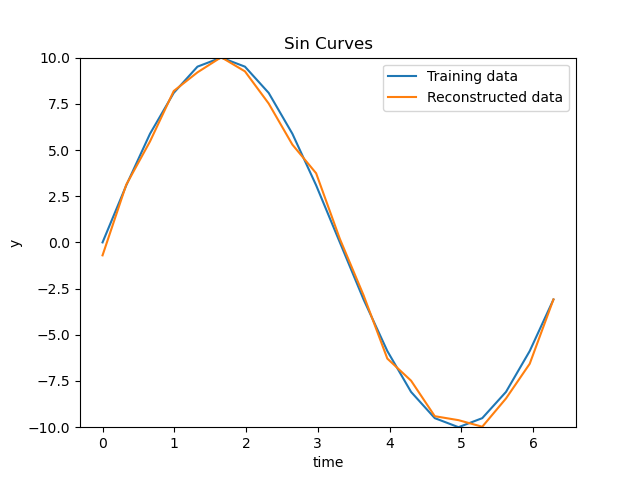 Sin Curves
Training data
Reconstructed data
10.0
7.5
5.0
2.5
0.0
−2.5
−5.0
−7.5
−10.0
y
0 1 2 3 4 5 6
time